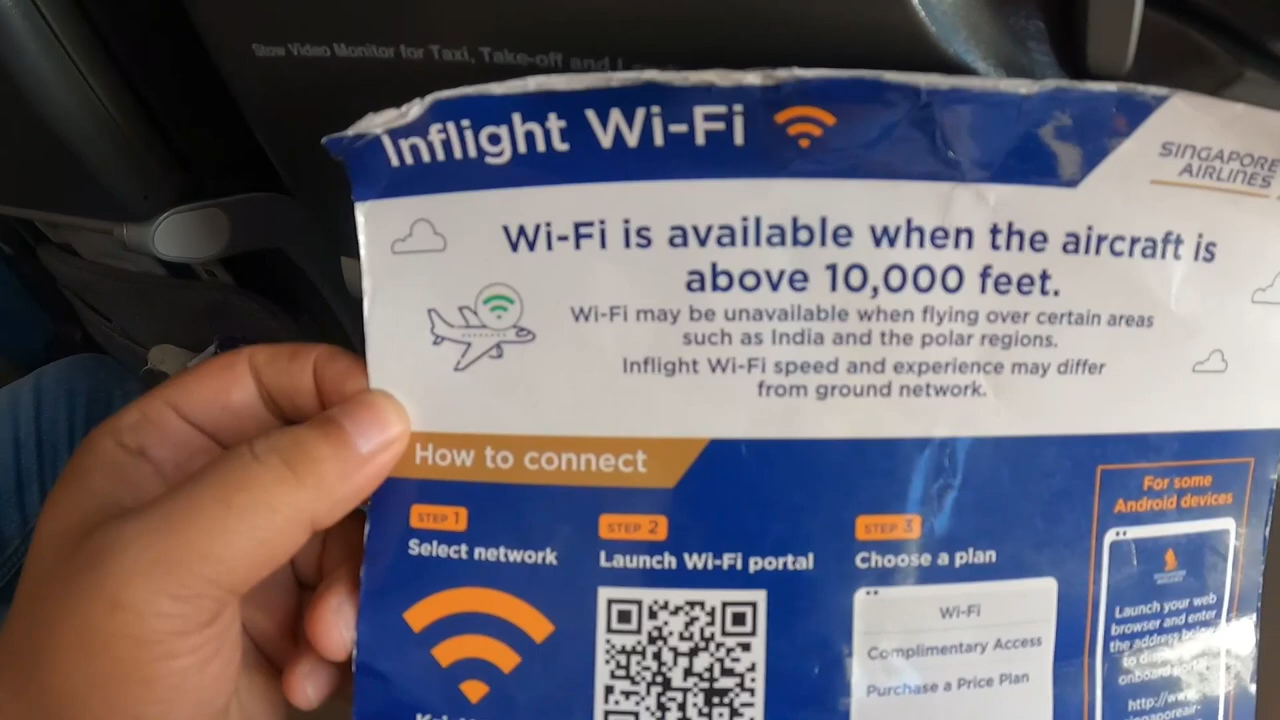 Stow Video Monitor for Taxi, Take-off and
Inflight Wi-Fi
SINGAPORE
AIRLINES
Wi-Fi is available when the aircraft is
above 10,000 feet.
Wi-Fi may be unavailable when flying over certain areas
such as India and the polar regions.
Inflight Wi-Fi speed and experience may differ
from ground network.
How to connect
STEP 1
Select network
STEP 2
Launch Wi-Fi portal
STEP 3
Choose a plan
Wi-Fi
Complimentary Access
Purchase a Price Plan
For some
Android devices
SINGAPORE
AIRLINES
Launch your web
browser and enter
the address below
to
onboard portal.
http://www.